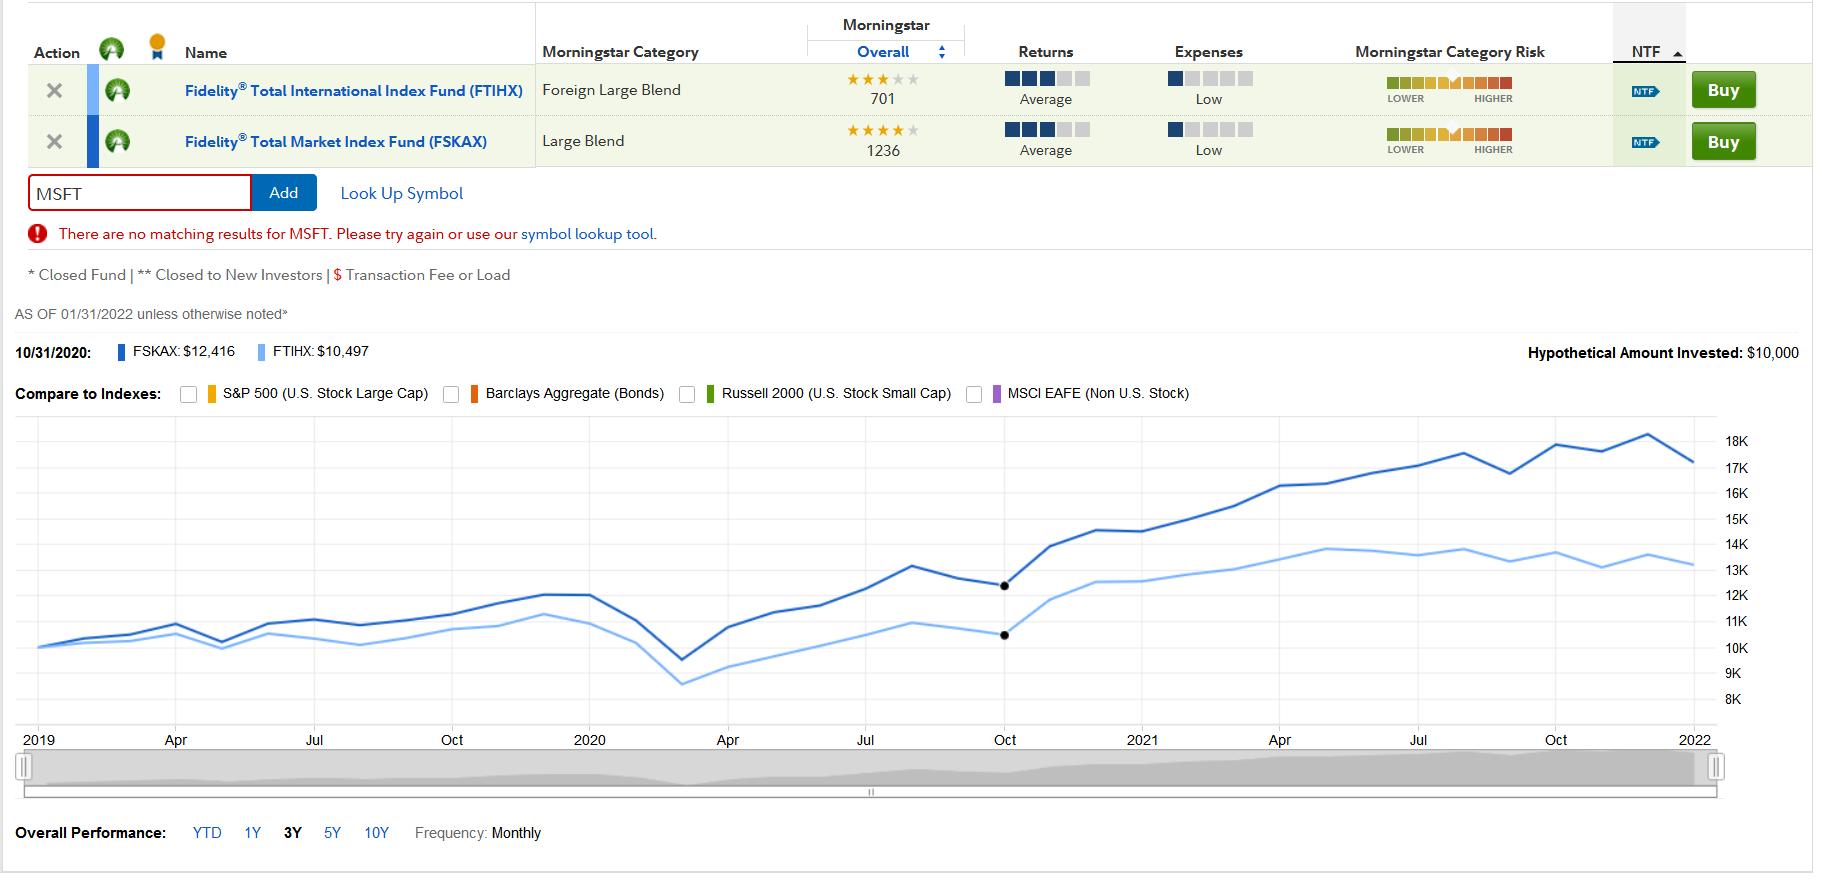 Morningstar
Action Name Morningstar Category Overall Returns Expenses Morningstar Category Risk NTF
Fidelity® Total International Index Fund (FTIHX) Foreign Large Blend 701 Average Low LOWER HIGHER NTF Buy
Fidelity® Total Market Index Fund (FSKAX) Large Blend 1236 Average Low LOWER HIGHER NTF Buy
MSFT Add Look Up Symbol
There are no matching results for MSFT. Please try again or use our symbol lookup tool.
* Closed Fund | ** Closed to New Investors | $ Transaction Fee or Load
AS OF 01/31/2022 unless otherwise noted»
10/31/2020: FSKAX: $12,416 FTIHX: $10,497 Hypothetical Amount Invested: $10,000
Compare to Indexes: S&P 500 (U.S. Stock Large Cap) Barclays Aggregate (Bonds) Russell 2000 (U.S. Stock Small Cap) MSCI EAFE (Non U.S. Stock)
18K
17K
16K
15K
14K
13K
12K
11K
10K
9K
8K
2019 Apr Jul Oct 2020 Apr Jul Oct 2021 Apr Jul Oct 2022
Overall Performance: YTD 1Y 3Y 5Y 10Y Frequency: Monthly